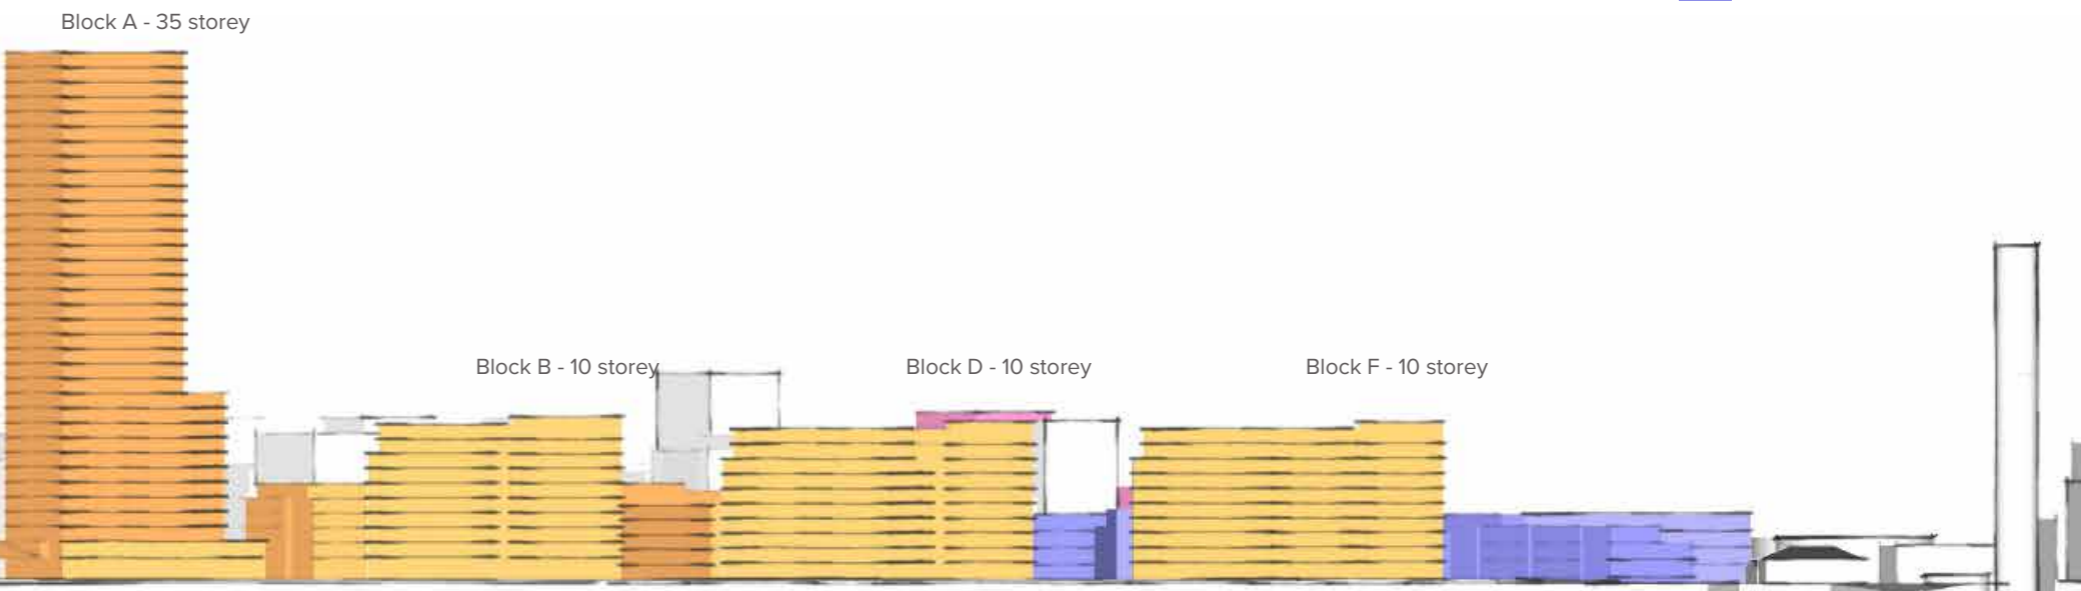 Block A - 35 storey
Block B - 10 storey
Block D - 10 storey
Block F - 10 storey